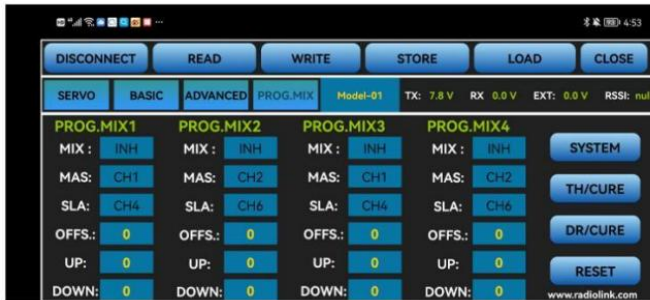 4:53
DISCONNECT READ WRITE STORE LOAD CLOSE
SERVO BASIC ADVANCED PROG.MIX Model-01 TX: 7.8 V RX 0.0 V EXT: 0.0 V RSSI: nul
PROG.MIX1 PROG.MIX2 PROG.MIX3 PROG.MIX4
MIX : INH MIX : INH MIX : INH MIX : INH SYSTEM
MAS: CH1 MAS: CH2 MAS: CH1 MAS: CH2
TH/CURE
SLA: CH4 SLA: CH6 SLA: CH4 SLA: CH6
OFFS.: 0 OFFS.: 0 OFFS.: 0 OFFS.: 0 DR/CURE
UP: 0 UP: 0 UP: 0 UP: 0
RESET
DOWN: 0 DOWN: 0 DOWN: 0 DOWN: 0 www.radiolink.com